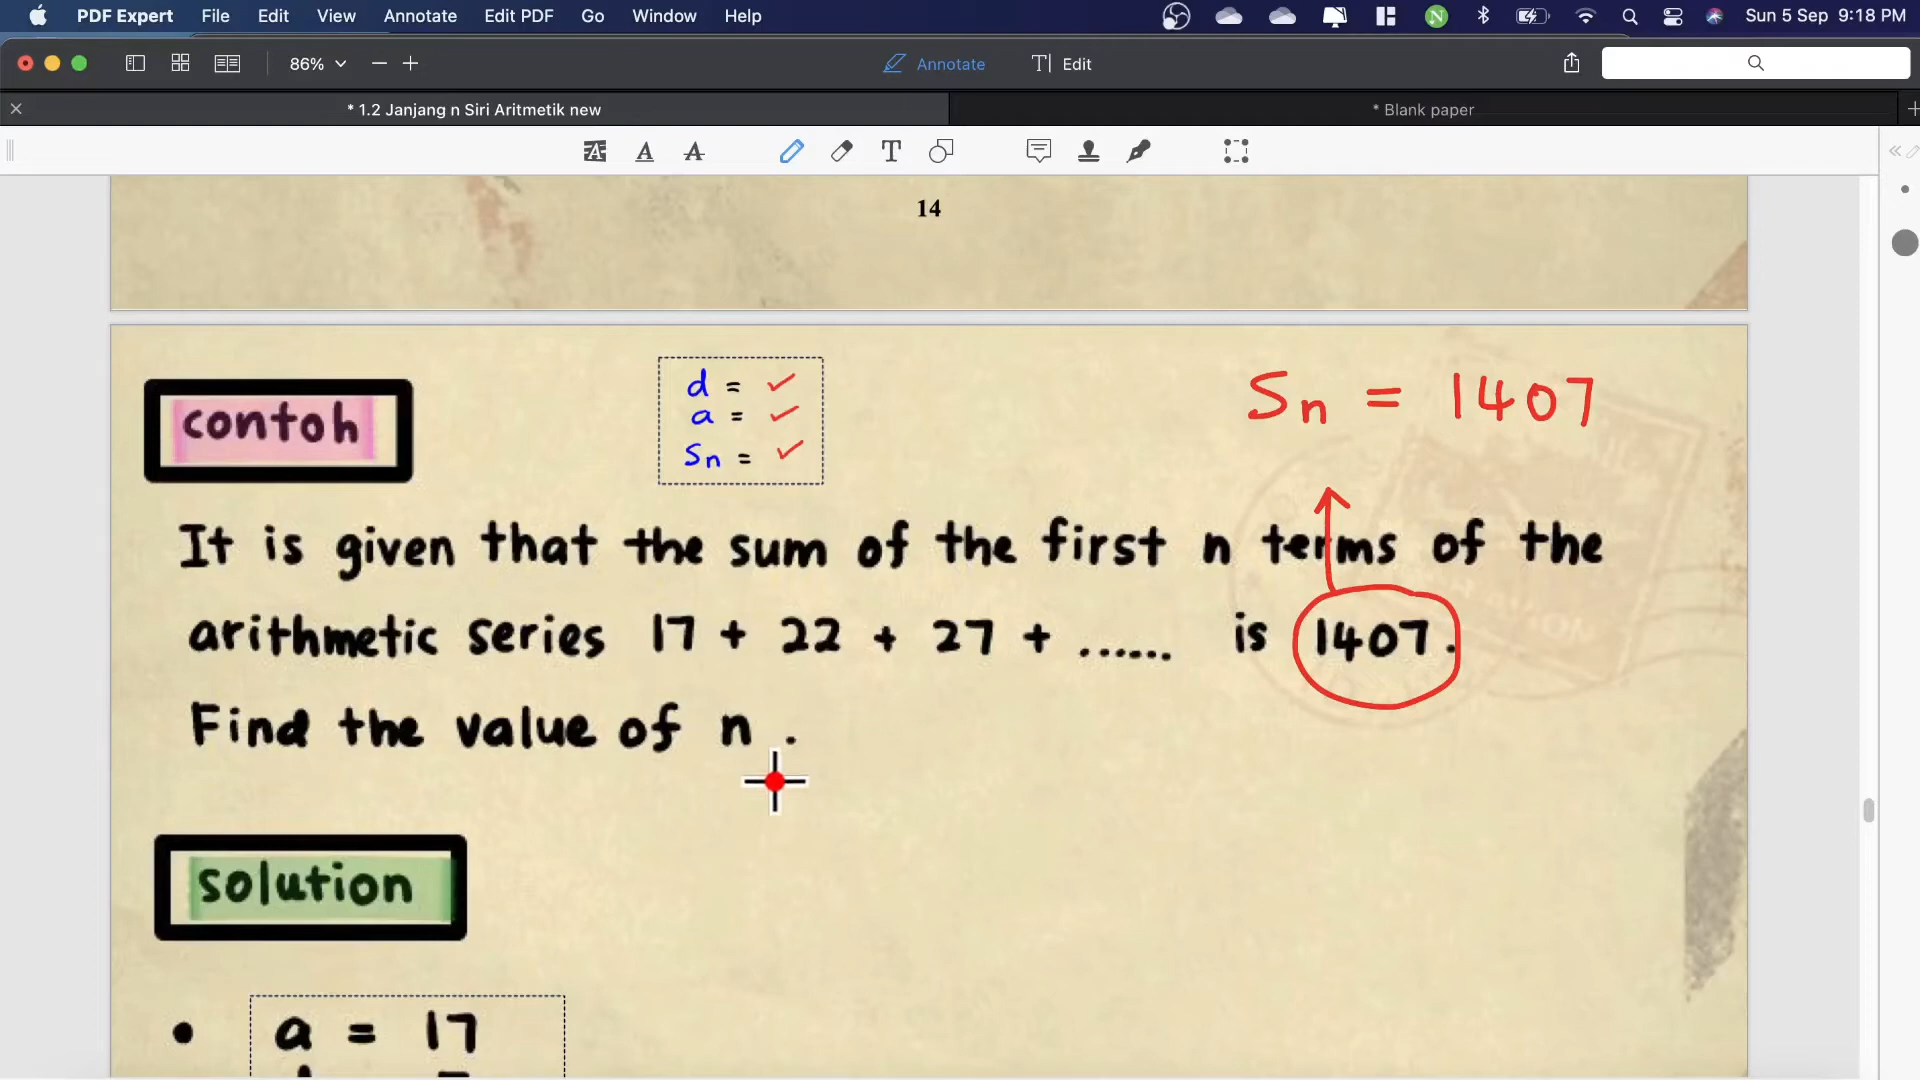 PDF Expert File Edit View Annotate Edit PDF Go Window Help Sun 5 Sep 9:18 PM
86% Annotate T Edit
* 1.2 Janjang n Siri Aritmetik new * Blank paper
A A A T
14
contoh
d =
a =
Sn =
Sn = 1407
It is given that the sum of the first n terms of the
arithmetic series 17 + 22 + 27 + ...... is 1407.
Find the value of n .
solution
• a = 17